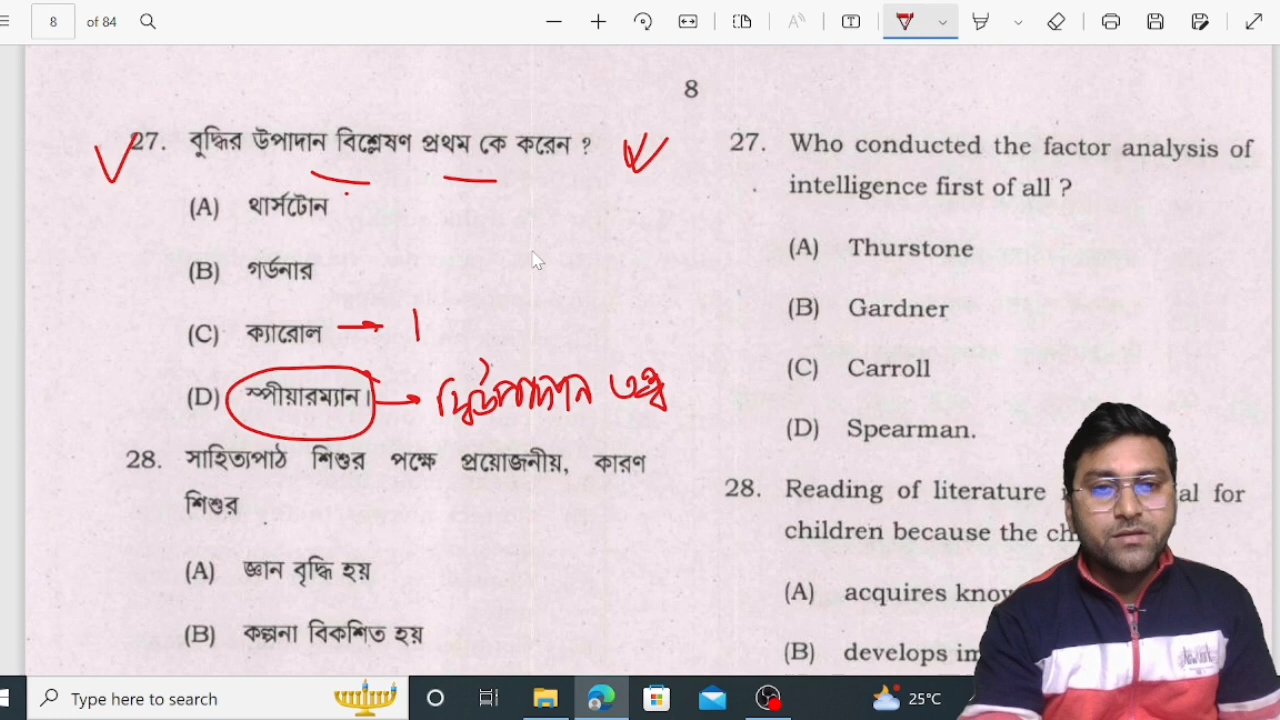 8 of 84
8
27. বুদ্ধির উপাদান বিশ্লেষণ প্রথম কে করেন ?
(A) থার্সটোন
(B) গর্ডনার
(C) ক্যারোল → 1
(D) স্পীয়ারম্যান। → দ্বিউপাদান তত্ত্ব
28. সাহিত্যপাঠ শিশুর পক্ষে প্রয়োজনীয়, কারণ
শিশুর
(A) জ্ঞান বৃদ্ধি হয়
(B) কল্পনা বিকশিত হয়
27. Who conducted the factor analysis of
intelligence first of all ?
(A) Thurstone
(B) Gardner
(C) Carroll
(D) Spearman.
28. Reading of literature al for
children because the ch
(A) acquires know
(B) develops im
Type here to search
25°C